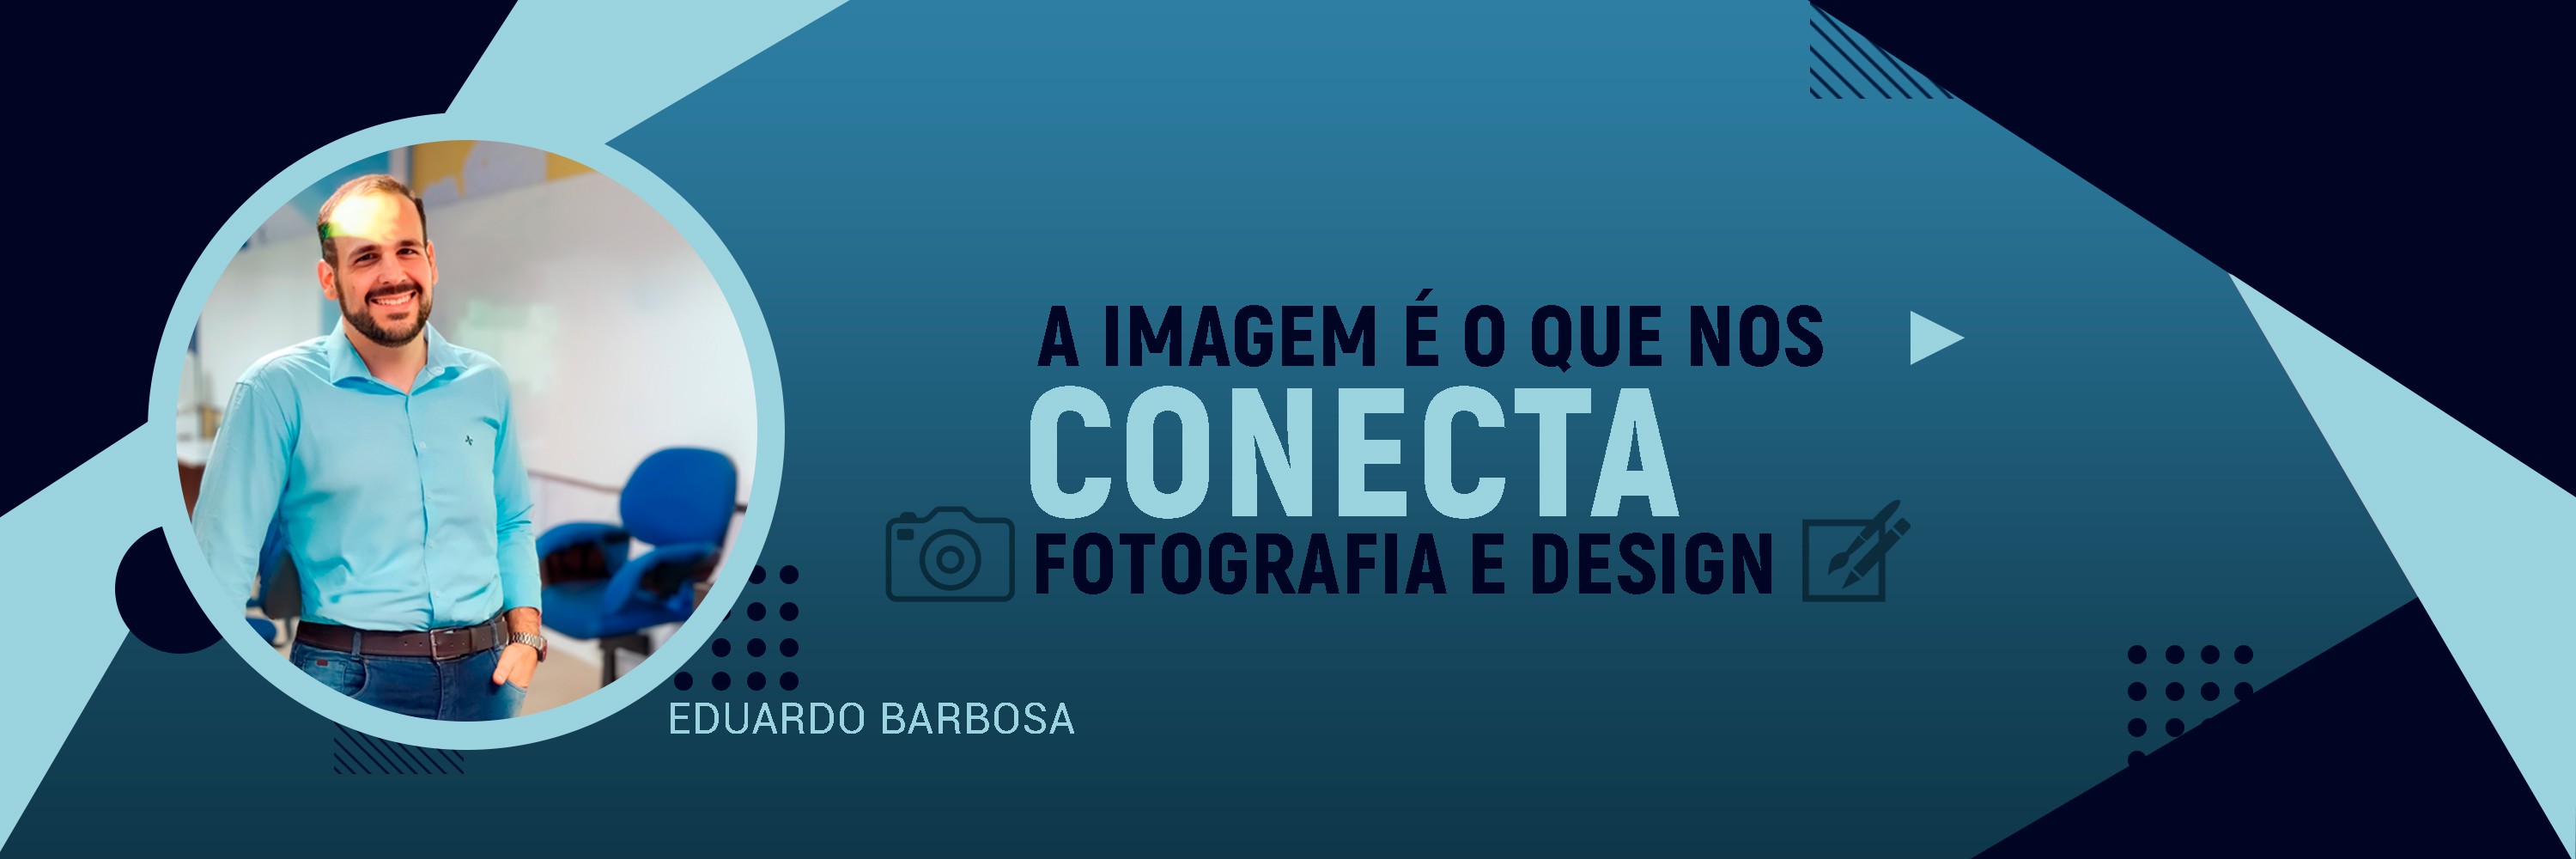 A IMAGEM É O QUE NOS
CONECTA
FOTOGRAFIA E DESIGN
EDUARDO BARBOSA